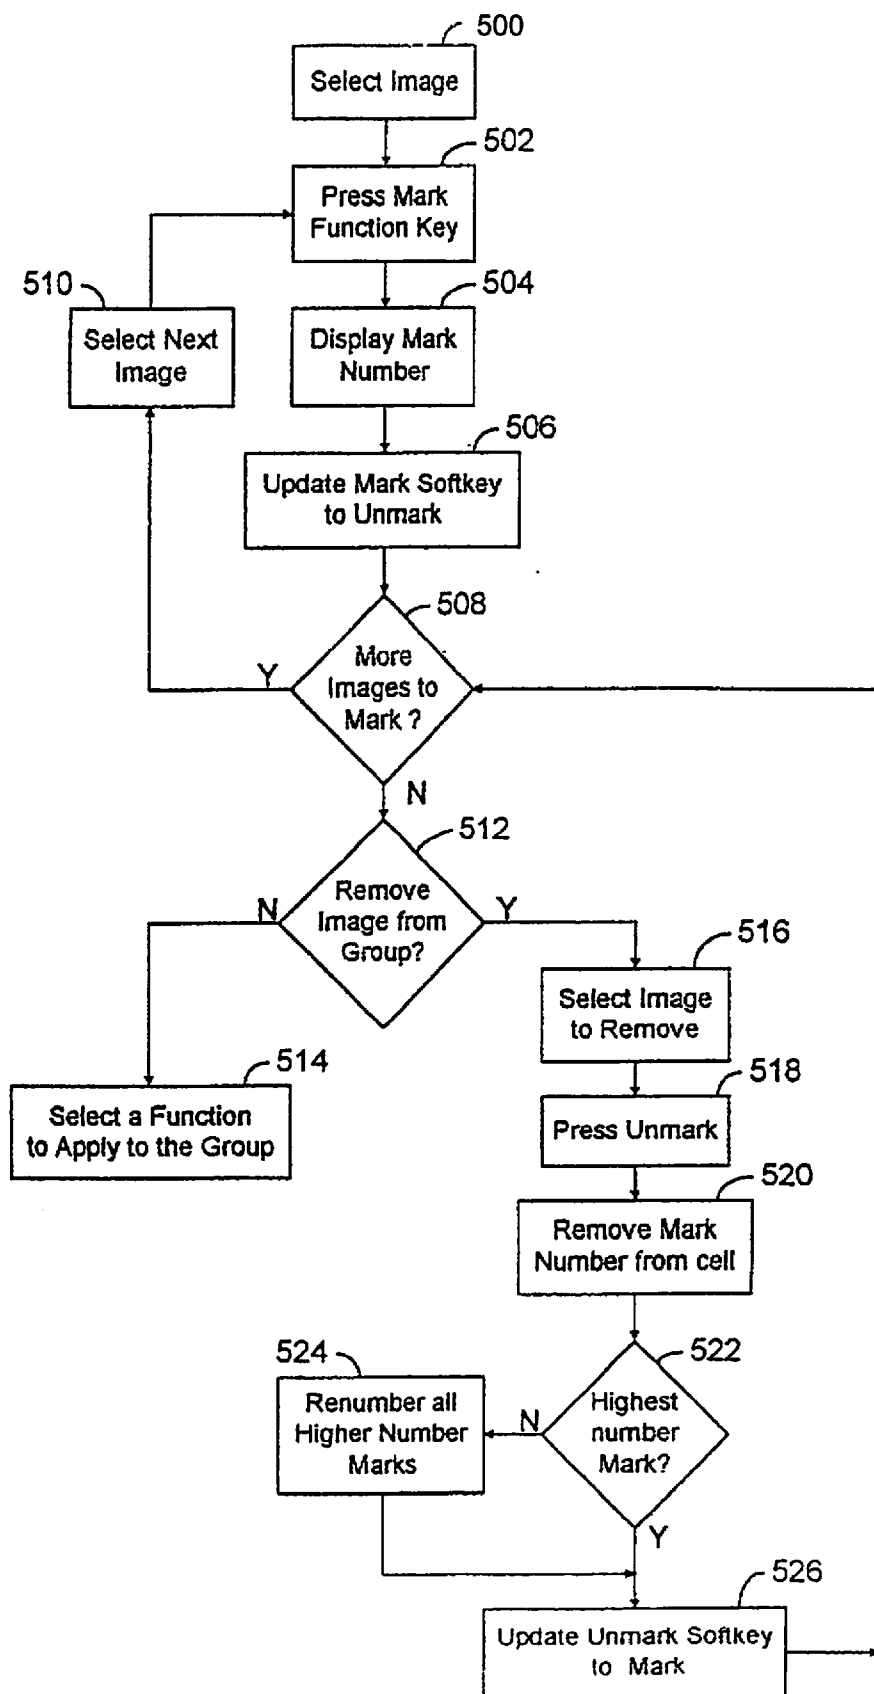 500
Select Image
502
Press Mark
Function Key
510
Select Next
Image
504
Display Mark
Number
506
Update Mark Softkey
to Unmark
508
More
Images to
Mark ?
Y
N
512
Remove
Image from
Group?
N
Y
514
Select a Function
to Apply to the Group
516
Select Image
to Remove
518
Press Unmark
520
Remove Mark
Number from cell
522
Highest
number
Mark?
N
Y
524
Renumber all
Higher Number
Marks
526
Update Unmark Softkey
to Mark